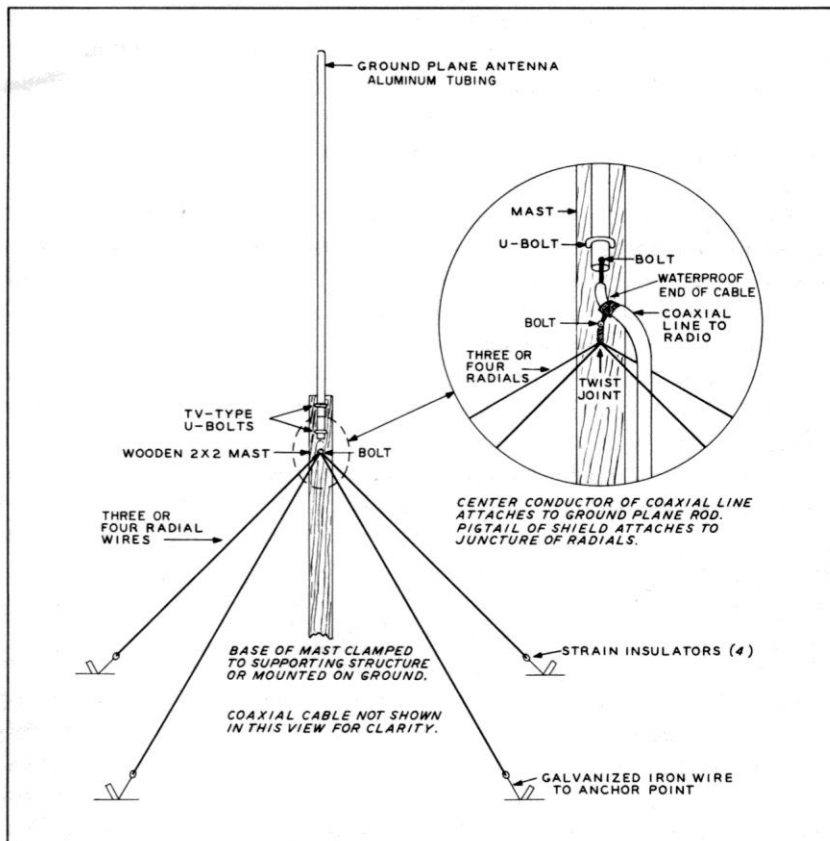 GROUND PLANE ANTENNA
ALUMINUM TUBING
MAST
U-BOLT
BOLT
WATERPROOF
END OF CABLE
COAXIAL
LINE TO
RADIO
BOLT
THREE OR
FOUR
RADIALS
TWIST
JOINT
TV-TYPE
U-BOLTS
WOODEN 2X2 MAST
BOLT
CENTER CONDUCTOR OF COAXIAL LINE
ATTACHES TO GROUND PLANE ROD.
PIGTAIL OF SHIELD ATTACHES TO
JUNCTURE OF RADIALS.
THREE OR
FOUR RADIAL
WIRES
BASE OF MAST CLAMPED
TO SUPPORTING STRUCTURE
OR MOUNTED ON GROUND.
STRAIN INSULATORS (4)
COAXIAL CABLE NOT SHOWN
IN THIS VIEW FOR CLARITY.
GALVANIZED IRON WIRE
TO ANCHOR POINT